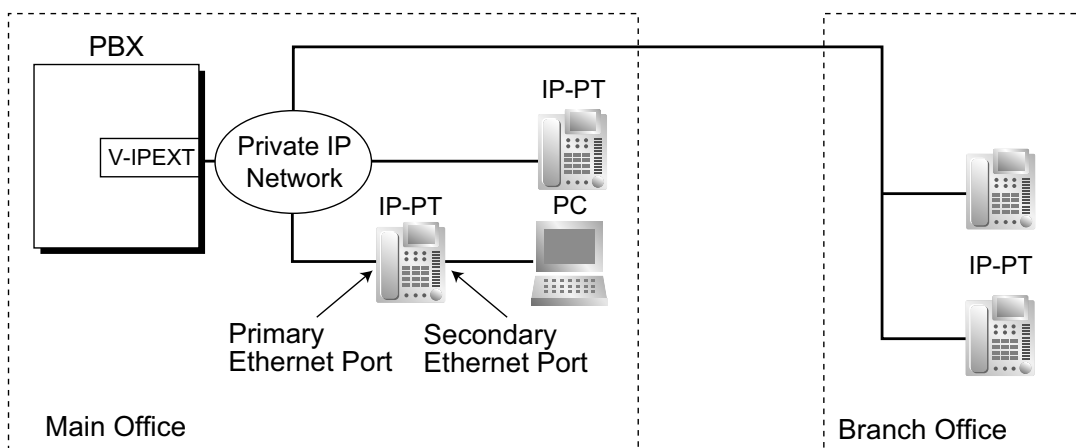 PBX
V-IPEXT
Private IP
Network
IP-PT
IP-PT
PC
Primary
Ethernet Port
Secondary
Ethernet Port
Main Office
IP-PT
Branch Office